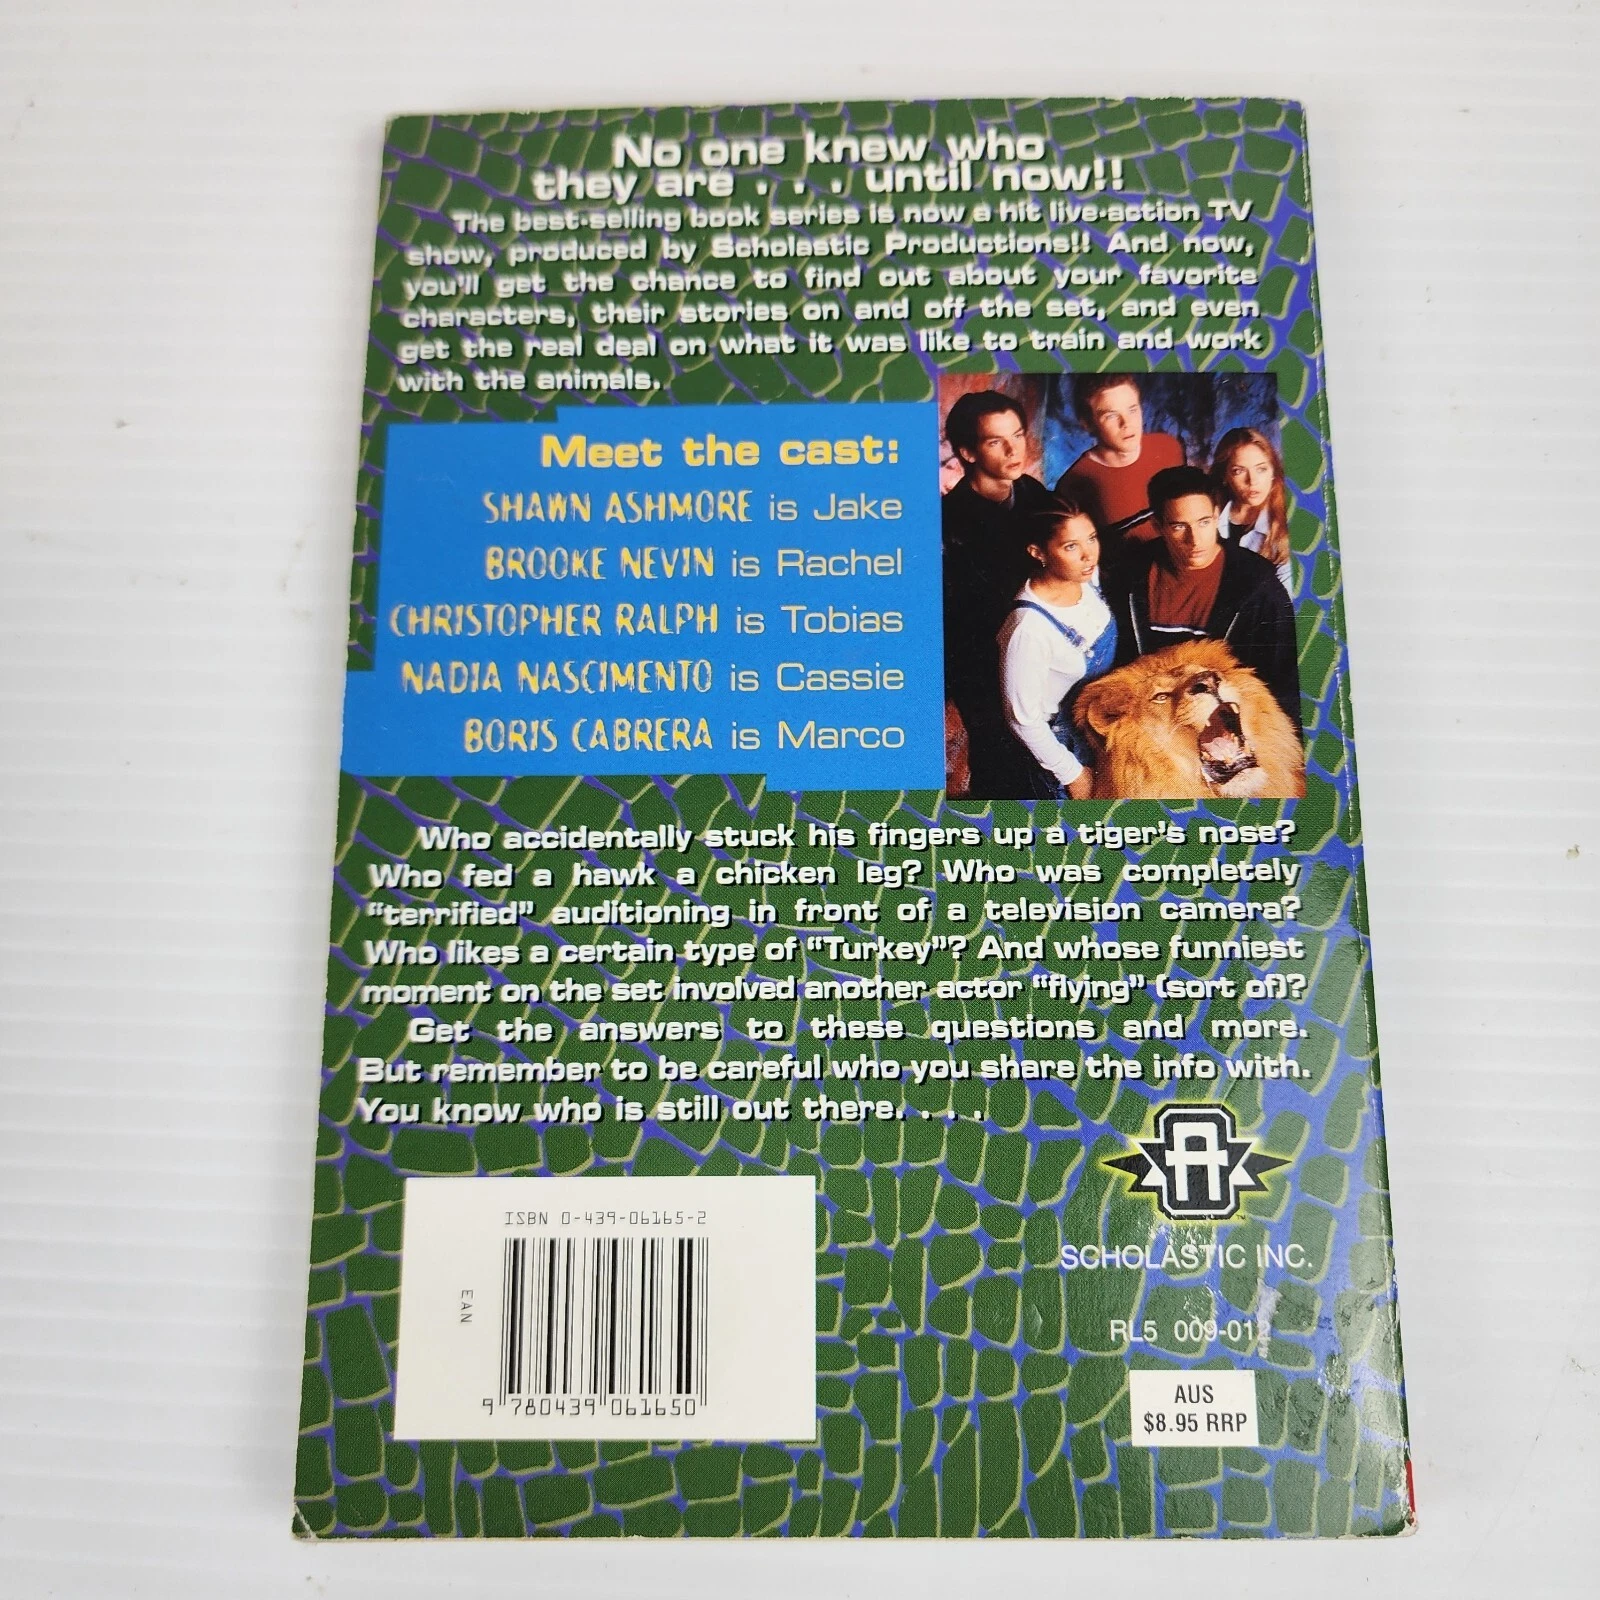 No one knew who
they are . . . until now!!
The best-selling book series is now a hit live-action TV
show, produced by Scholastic Productions!! And now,
you'll get the chance to find out about your favorite
characters, their stories on and off the set, and even
get the real deal on what it was like to train and work
with the animals.
Meet the cast:
SHAWN ASHMORE is Jake
BROOKE NEVIN is Rachel
CHRISTOPHER RALPH is Tobias
NADIA NASCIMENTO is Cassie
BORIS CABRERA is Marco
Who accidentally stuck his fingers up a tiger's nose?
Who fed a hawk a chicken leg? Who was completely
"terrified" auditioning in front of a television camera?
Who likes a certain type of "Turkey"? And whose funniest
moment on the set involved another actor "flying" (sort of)?
Get the answers to these questions and more.
But remember to be careful who you share the info with.
You know who is still out there. . . .
A
TM
SCHOLASTIC INC.
RL5 009-012
AUS
$8.95 RRP
ISBN 0-439-06165-2
EAN
9 780439 061650